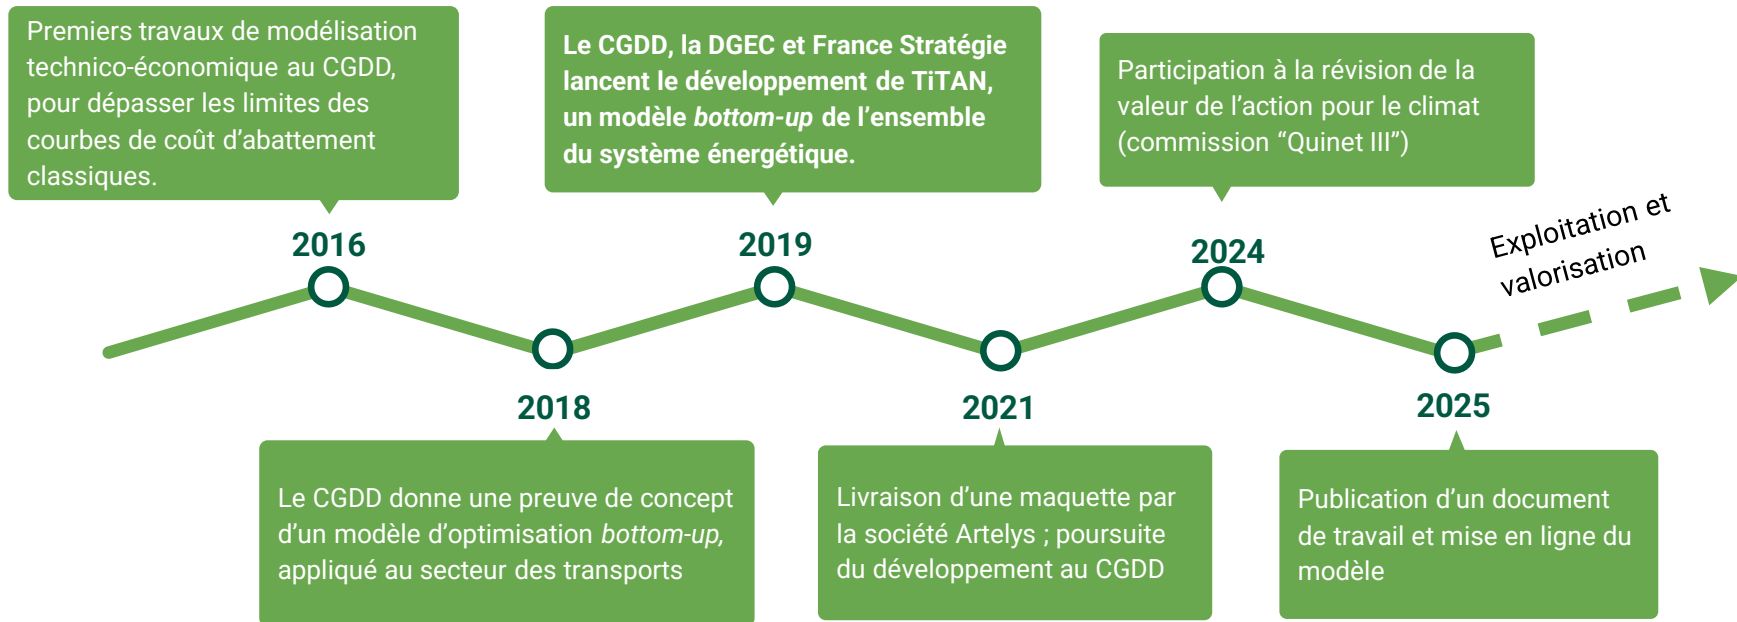 Premiers travaux de modélisation
technico-économique au CGDD,
pour dépasser les limites des
courbes de coût d’abattement
classiques.
2016
Le CGDD donne une preuve de concept
d’un modèle d’optimisation bottom-up,
appliqué au secteur des transports
2018
Le CGDD, la DGEC et France Stratégie
lancent le développement de TiTAN,
un modèle bottom-up de l’ensemble
du système énergétique.
2019
2021
Livraison d’une maquette par
la société Artelys ; poursuite
du développement au CGDD
Participation à la révision de la
valeur de l’action pour le climat
(commission “Quinet III”)
2024
2025
Publication d’un document
de travail et mise en ligne du
modèle
Exploitation et
valorisation